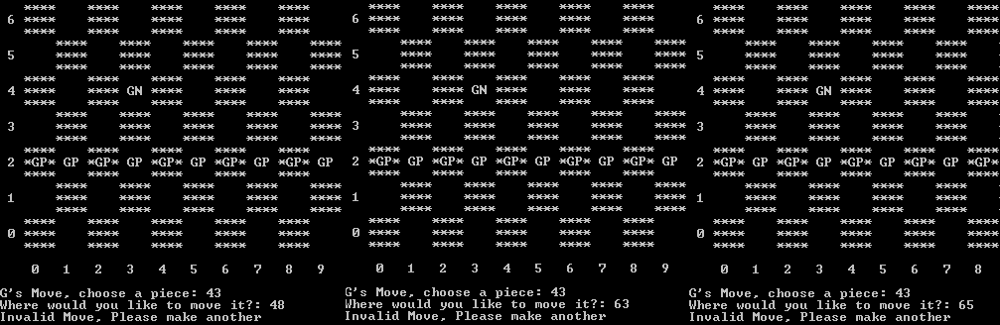 ****    ****    ****    ****    ****
6 ****    ****    ****    ****    ****
  ****    ****    ****    ****    ****
      ****    ****    ****    ****    ****
5     ****    ****    ****    ****    ****
      ****    ****    ****    ****    ****
  ****    ****    ****    ****    ****
4 ****    **** GN ****    ****    ****
  ****    ****    ****    ****    ****
      ****    ****    ****    ****    ****
3     ****    ****    ****    ****    ****
      ****    ****    ****    ****    ****
  ****    ****    ****    ****    ****
2 *GP* GP *GP* GP *GP* GP *GP* GP *GP* GP
  ****    ****    ****    ****    ****
      ****    ****    ****    ****    ****
1     ****    ****    ****    ****    ****
      ****    ****    ****    ****    ****
  ****    ****    ****    ****    ****
0 ****    ****    ****    ****    ****
  ****    ****    ****    ****    ****
   0   1   2   3   4   5   6   7   8   9
G's Move, choose a piece: 43
Where would you like to move it?: 48
Invalid Move, Please make another
  ****    ****    ****    ****    ****
6 ****    ****    ****    ****    ****
  ****    ****    ****    ****    ****
      ****    ****    ****    ****    ****
5     ****    ****    ****    ****    ****
      ****    ****    ****    ****    ****
  ****    ****    ****    ****    ****
4 ****    **** GN ****    ****    ****
  ****    ****    ****    ****    ****
      ****    ****    ****    ****    ****
3     ****    ****    ****    ****    ****
      ****    ****    ****    ****    ****
  ****    ****    ****    ****    ****
2 *GP* GP *GP* GP *GP* GP *GP* GP *GP* GP
  ****    ****    ****    ****    ****
      ****    ****    ****    ****    ****
1     ****    ****    ****    ****    ****
      ****    ****    ****    ****    ****
  ****    ****    ****    ****    ****
0 ****    ****    ****    ****    ****
  ****    ****    ****    ****    ****
   0   1   2   3   4   5   6   7   8   9
G's Move, choose a piece: 43
Where would you like to move it?: 63
Invalid Move, Please make another
  ****    ****    ****    ****    ****
6 ****    ****    ****    ****    ****
  ****    ****    ****    ****    ****
      ****    ****    ****    ****
5     ****    ****    ****    ****
      ****    ****    ****    ****
  ****    ****    ****    ****    ****
4 ****    **** GN ****    ****    ****
  ****    ****    ****    ****    ****
      ****    ****    ****    ****
3     ****    ****    ****    ****
      ****    ****    ****    ****
  ****    ****    ****    ****    ****
2 *GP* GP *GP* GP *GP* GP *GP* GP *GP*
  ****    ****    ****    ****    ****
      ****    ****    ****    ****
1     ****    ****    ****    ****
      ****    ****    ****    ****
  ****    ****    ****    ****    ****
0 ****    ****    ****    ****    ****
  ****    ****    ****    ****    ****
   0   1   2   3   4   5   6   7   8
G's Move, choose a piece: 43
Where would you like to move it?: 65
Invalid Move, Please make another